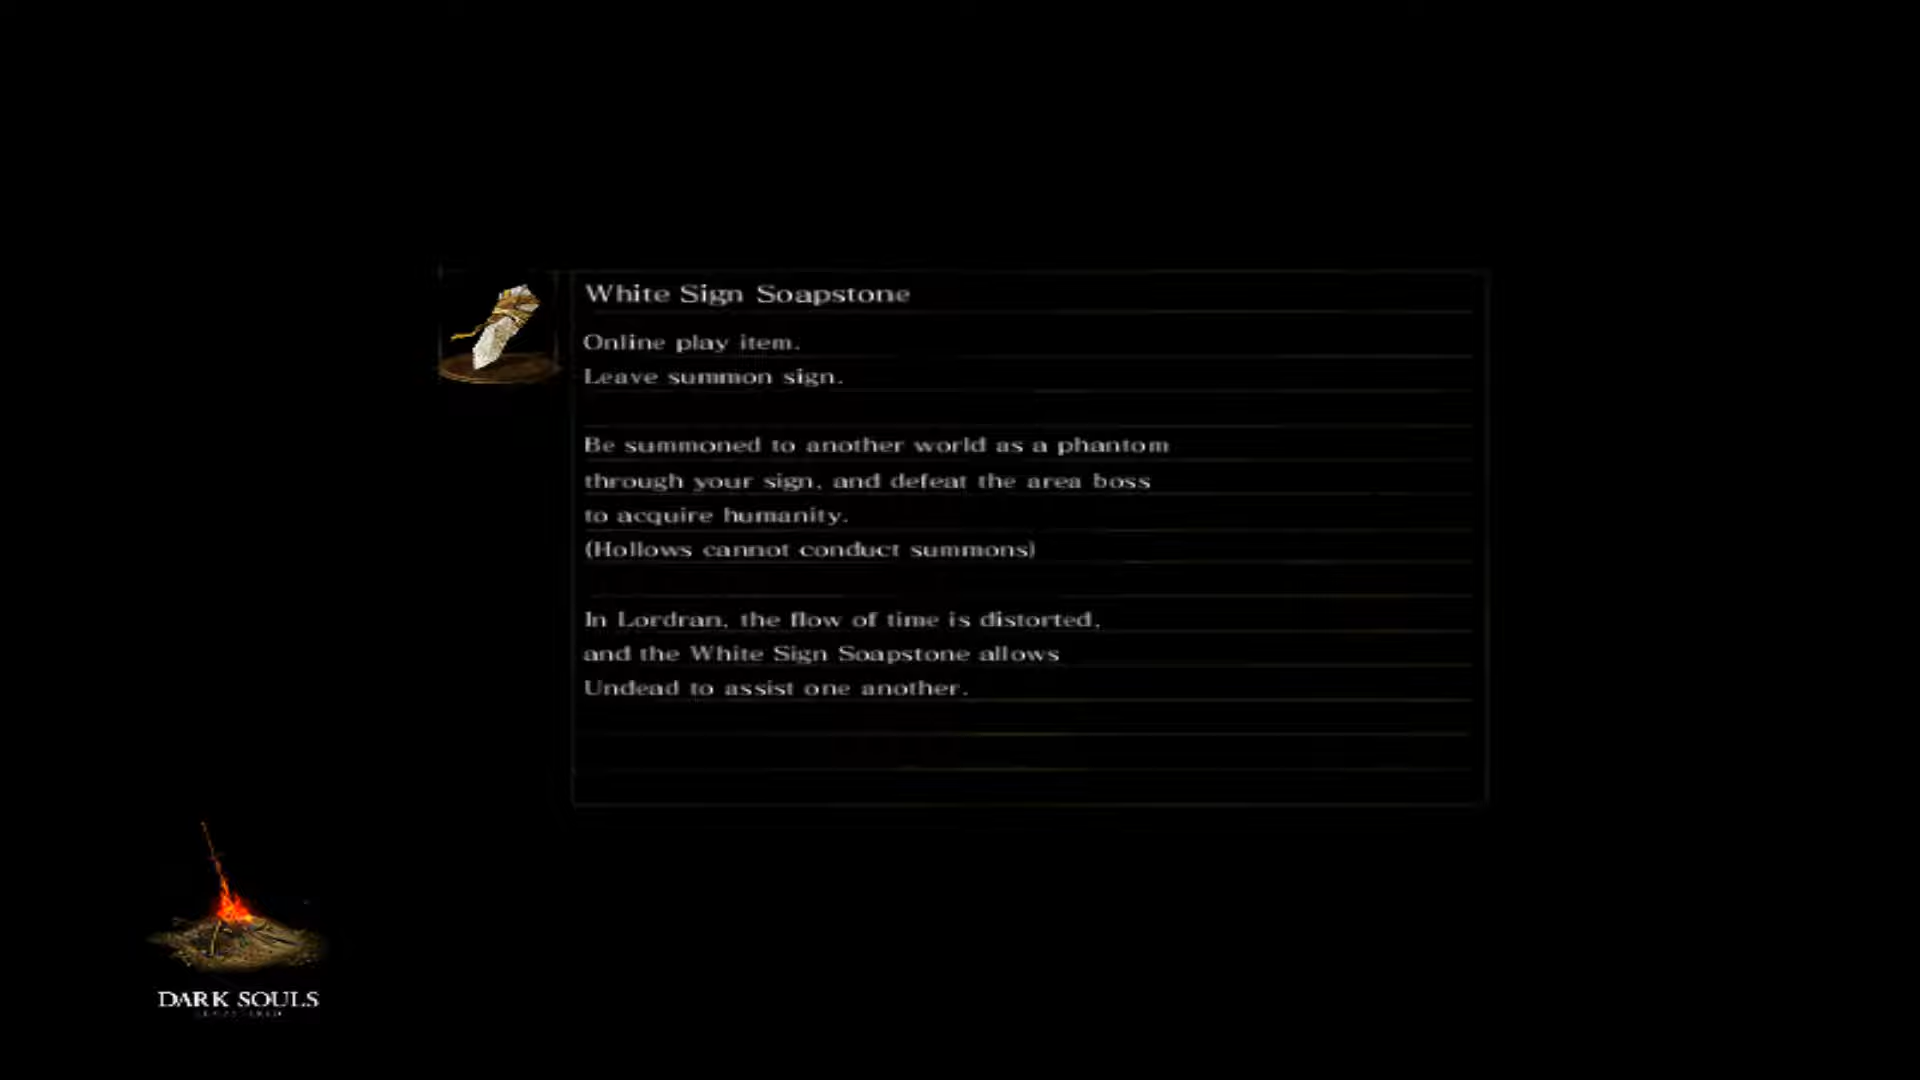 White Sign Soapstone
Online play item.
Leave summon sign.
Be summoned to another world as a phantom
through your sign, and defeat the area boss
to acquire humanity.
(Hollows cannot conduct summons)
In Lordran, the flow of time is distorted,
and the White Sign Soapstone allows
Undead to assist one another.
DARK SOULS
REMASTERED